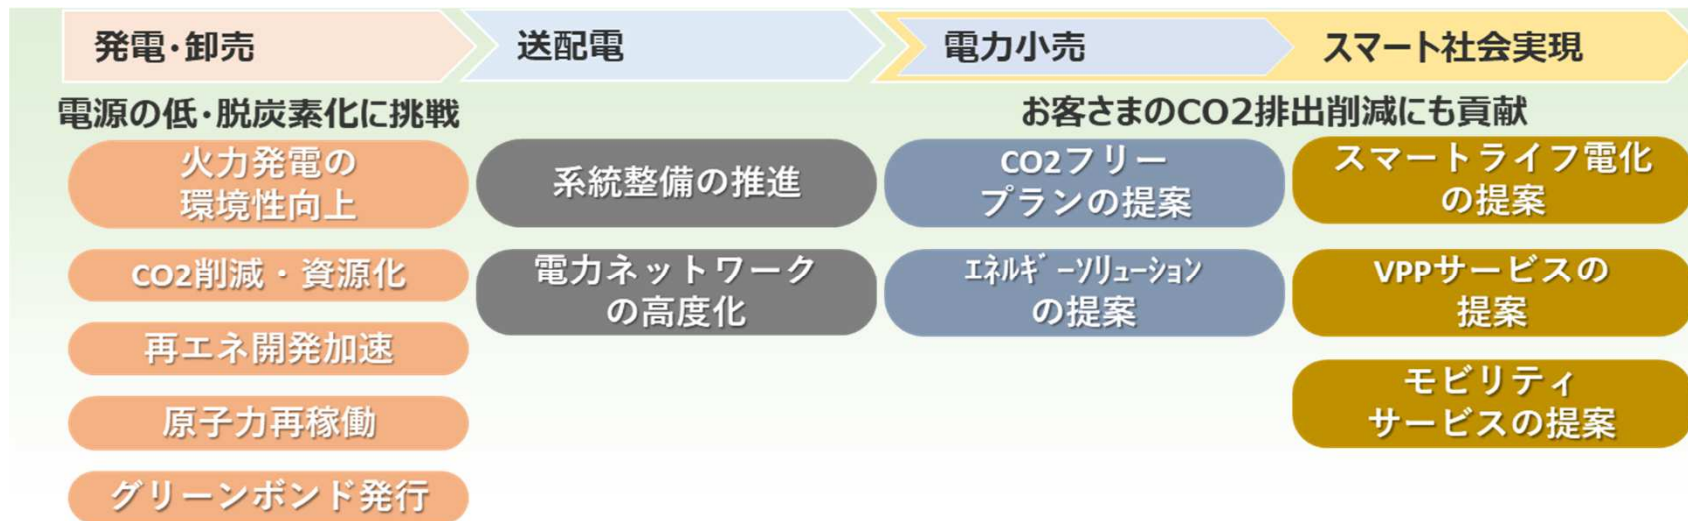 発電・卸売
送配電
電力小売
スマート社会実現
電源の低・脱炭素化に挑戦
お客さまのCO2排出削減にも貢献
火力発電の
環境性向上
CO2削減・資源化
再エネ開発加速
原子力再稼働
グリーンボンド発行
系統整備の推進
電力ネットワーク
の高度化
CO2フリー
プランの提案
ｴﾈﾙｷﾞｰｿﾘｭｰｼｮﾝ
の提案
スマートライフ電化
の提案
VPPサービスの
提案
モビリティ
サービスの提案